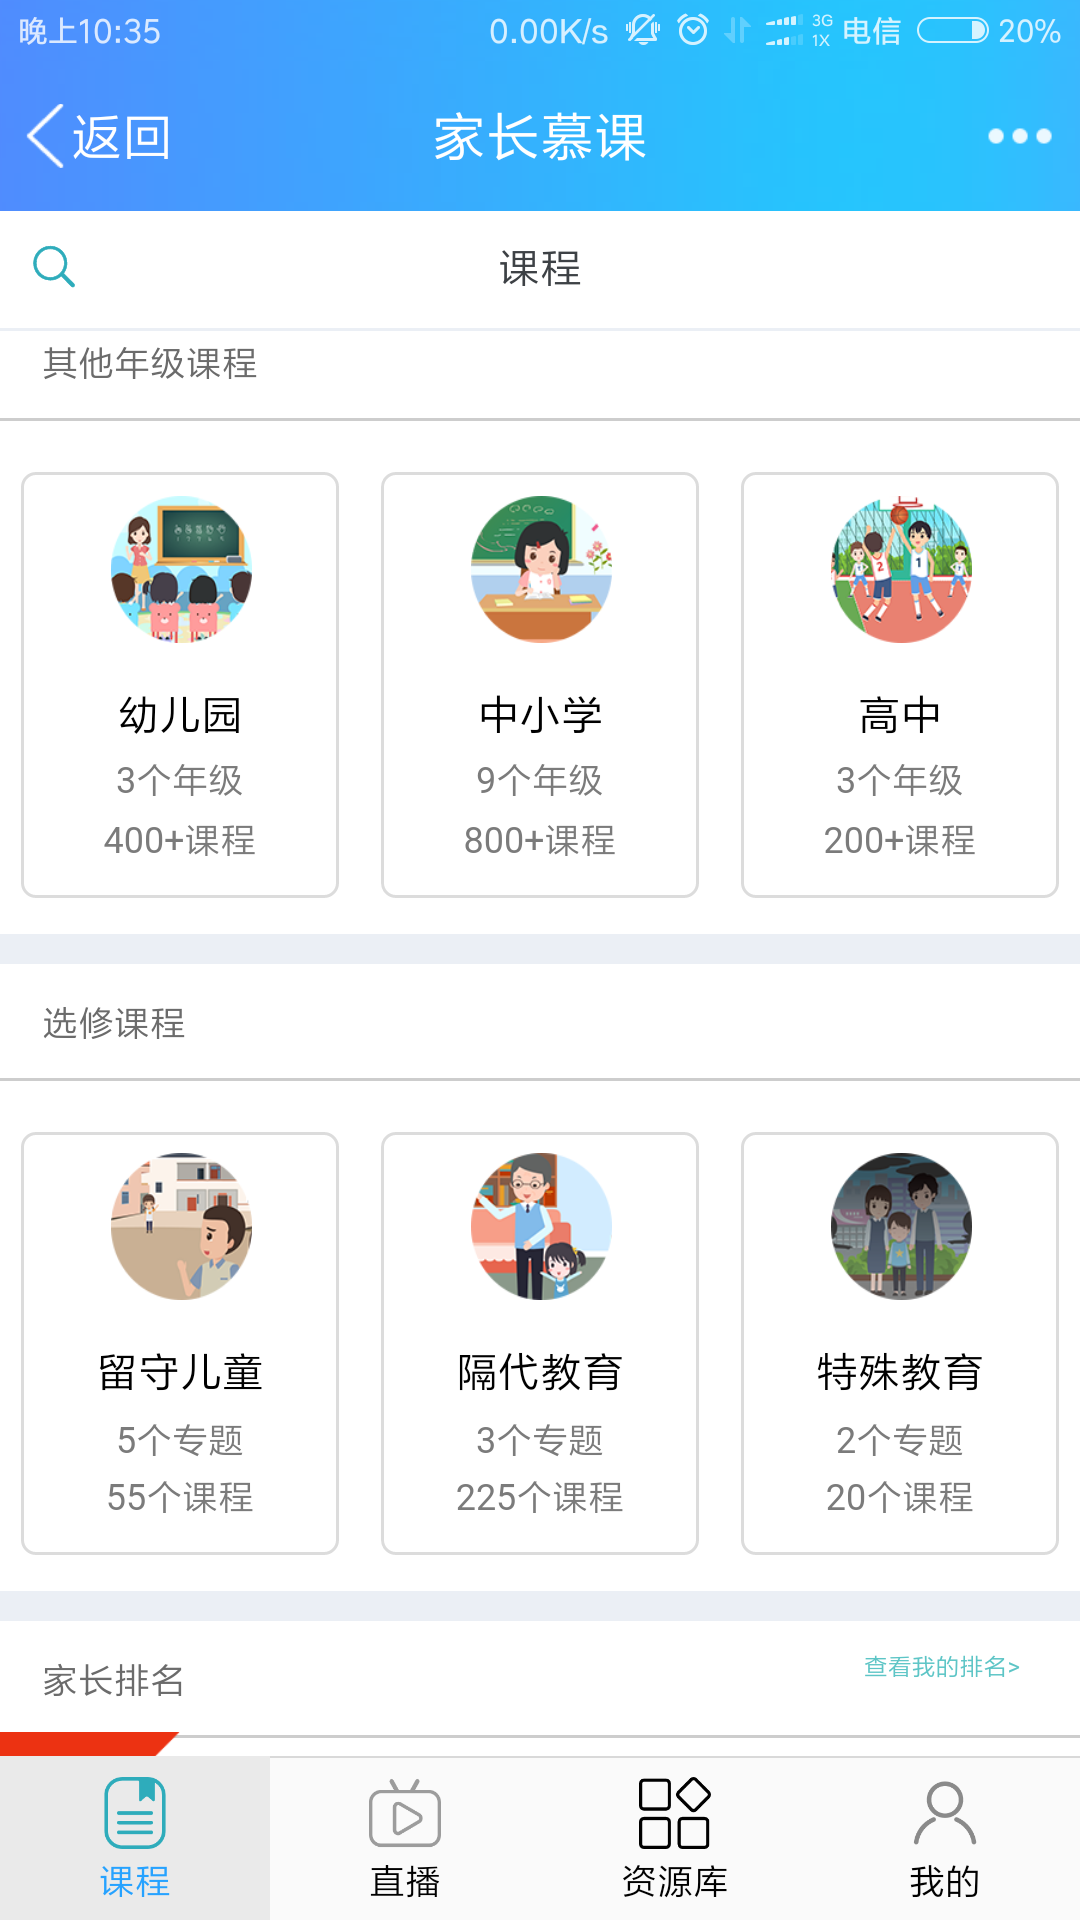 晚上10:35 0.00K/s 3G 1X 电信 20%
返回 家长慕课
课程
其他年级课程
幼儿园 中小学 高中
3个年级 9个年级 3个年级
400+课程 800+课程 200+课程
选修课程
留守儿童 隔代教育 特殊教育
5个专题 3个专题 2个专题
55个课程 225个课程 20个课程
家长排名 查看我的排名>
课程 直播 资源库 我的